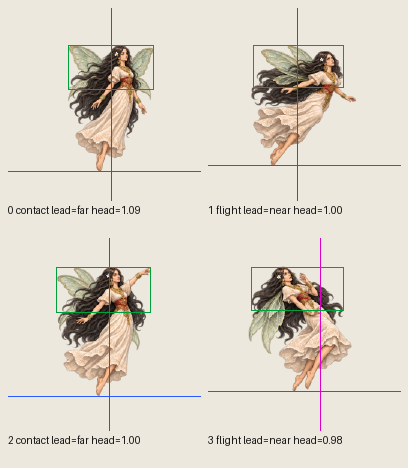 0 contact lead=far head=1.09
1 flight lead=near head=1.00
2 contact lead=far head=1.00
3 flight lead=near head=0.98